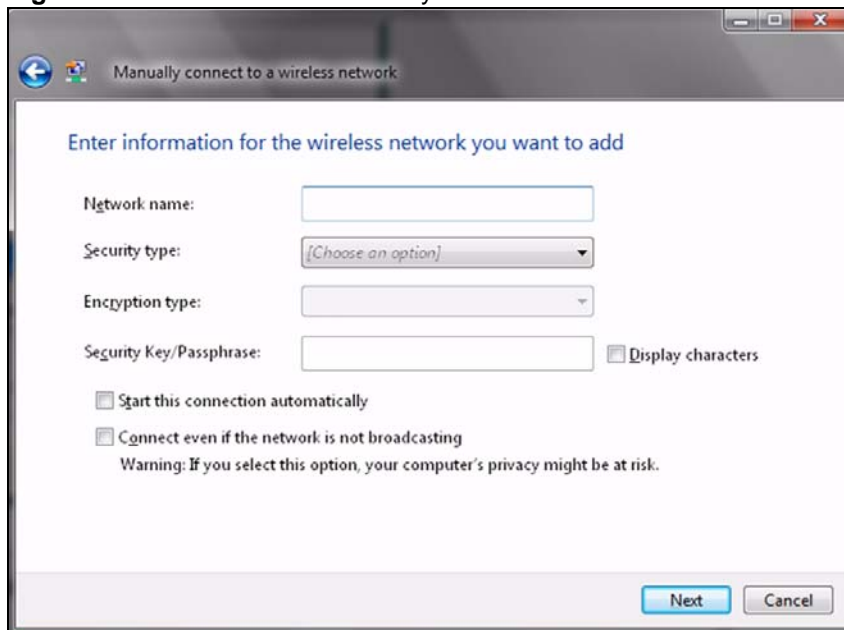 Manually connect to a wireless network
Enter information for the wireless network you want to add
Network name:
Security type: [Choose an option]
Encryption type:
Security Key/Passphrase: Display characters
Start this connection automatically
Connect even if the network is not broadcasting
Warning: If you select this option, your computer's privacy might be at risk.
Next Cancel